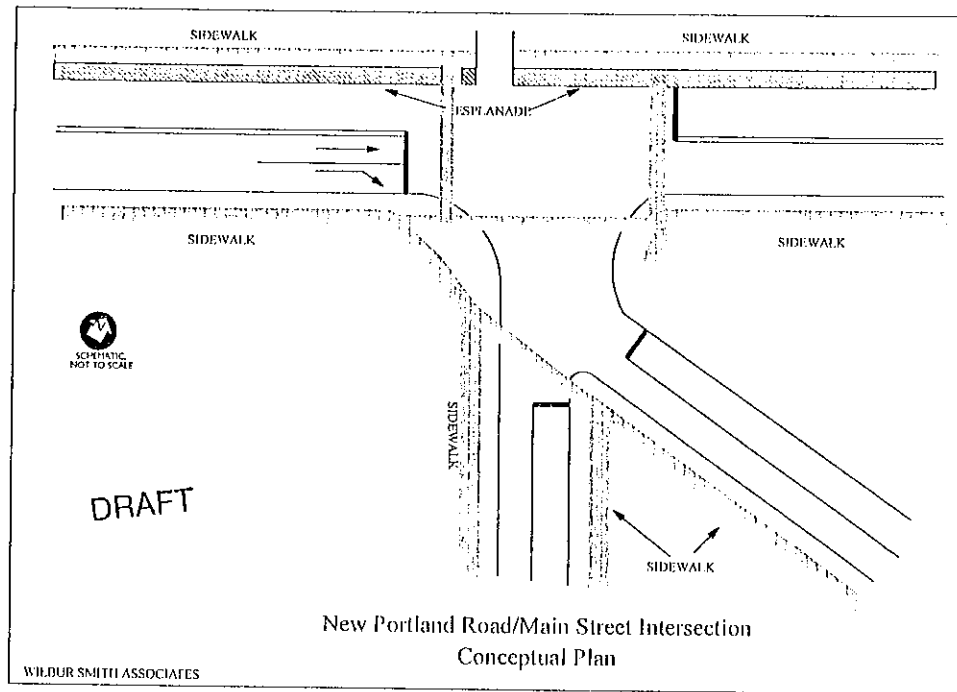 SIDEWALK
SIDEWALK
ESPLANADE
SIDEWALK
SIDEWALK
N
SCHEMATIC,
NOT TO SCALE
SIDEWALK
DRAFT
SIDEWALK
New Portland Road/Main Street Intersection
Conceptual Plan
WILBUR SMITH ASSOCIATES